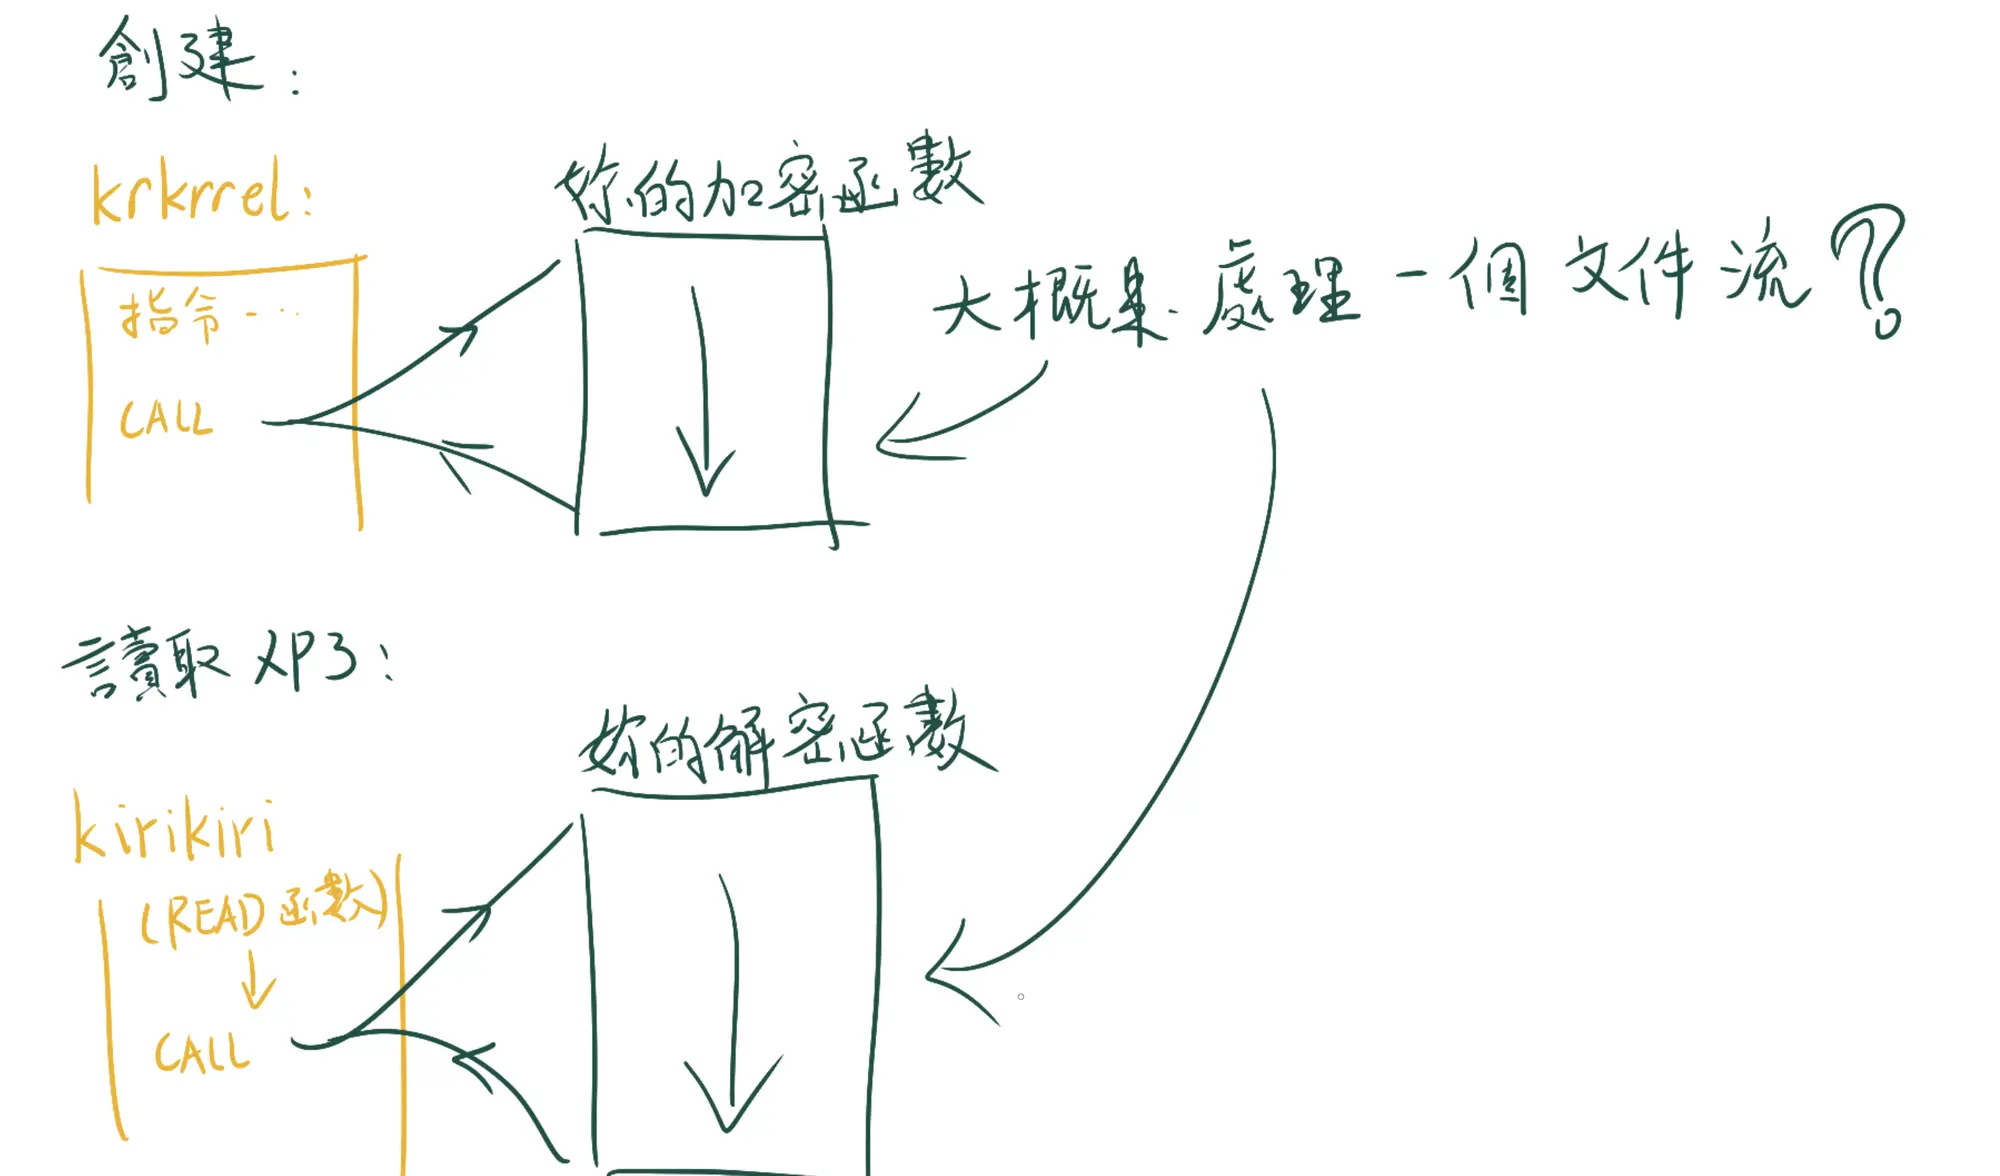 創建:
krkrrel:
妳的加密函數
指令...
CALL
大概是處理一個文件流?
讀取XP3:
妳的解密函數
kirikiri
(READ函數)
CALL